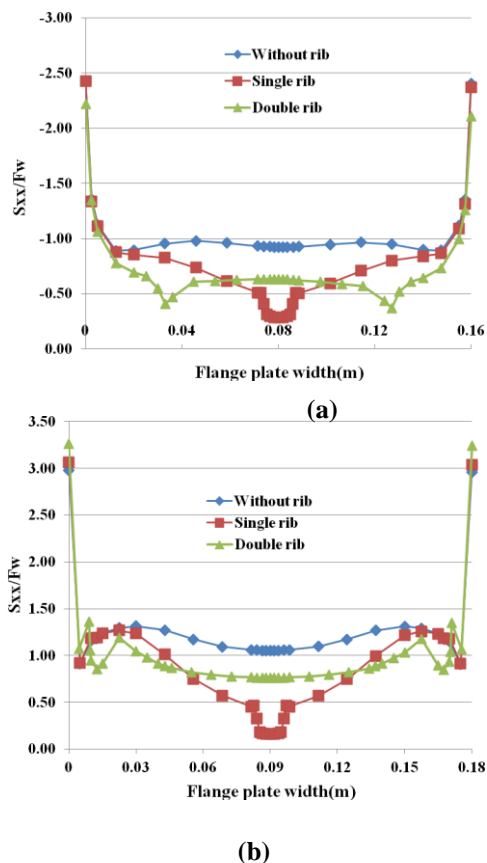 -3.00
-2.50
-2.00
-1.50
-1.00
-0.50
0.00
Sxx/Fw
Without rib
Single rib
Double rib
0 0.04 0.08 0.12 0.16
Flange plate width(m)
(a)
3.50
3.00
2.50
2.00
1.50
1.00
0.50
0.00
Sxx/Fw
Without rib
Single rib
Double rib
0 0.03 0.06 0.09 0.12 0.15 0.18
Flange plate width(m)
(b)